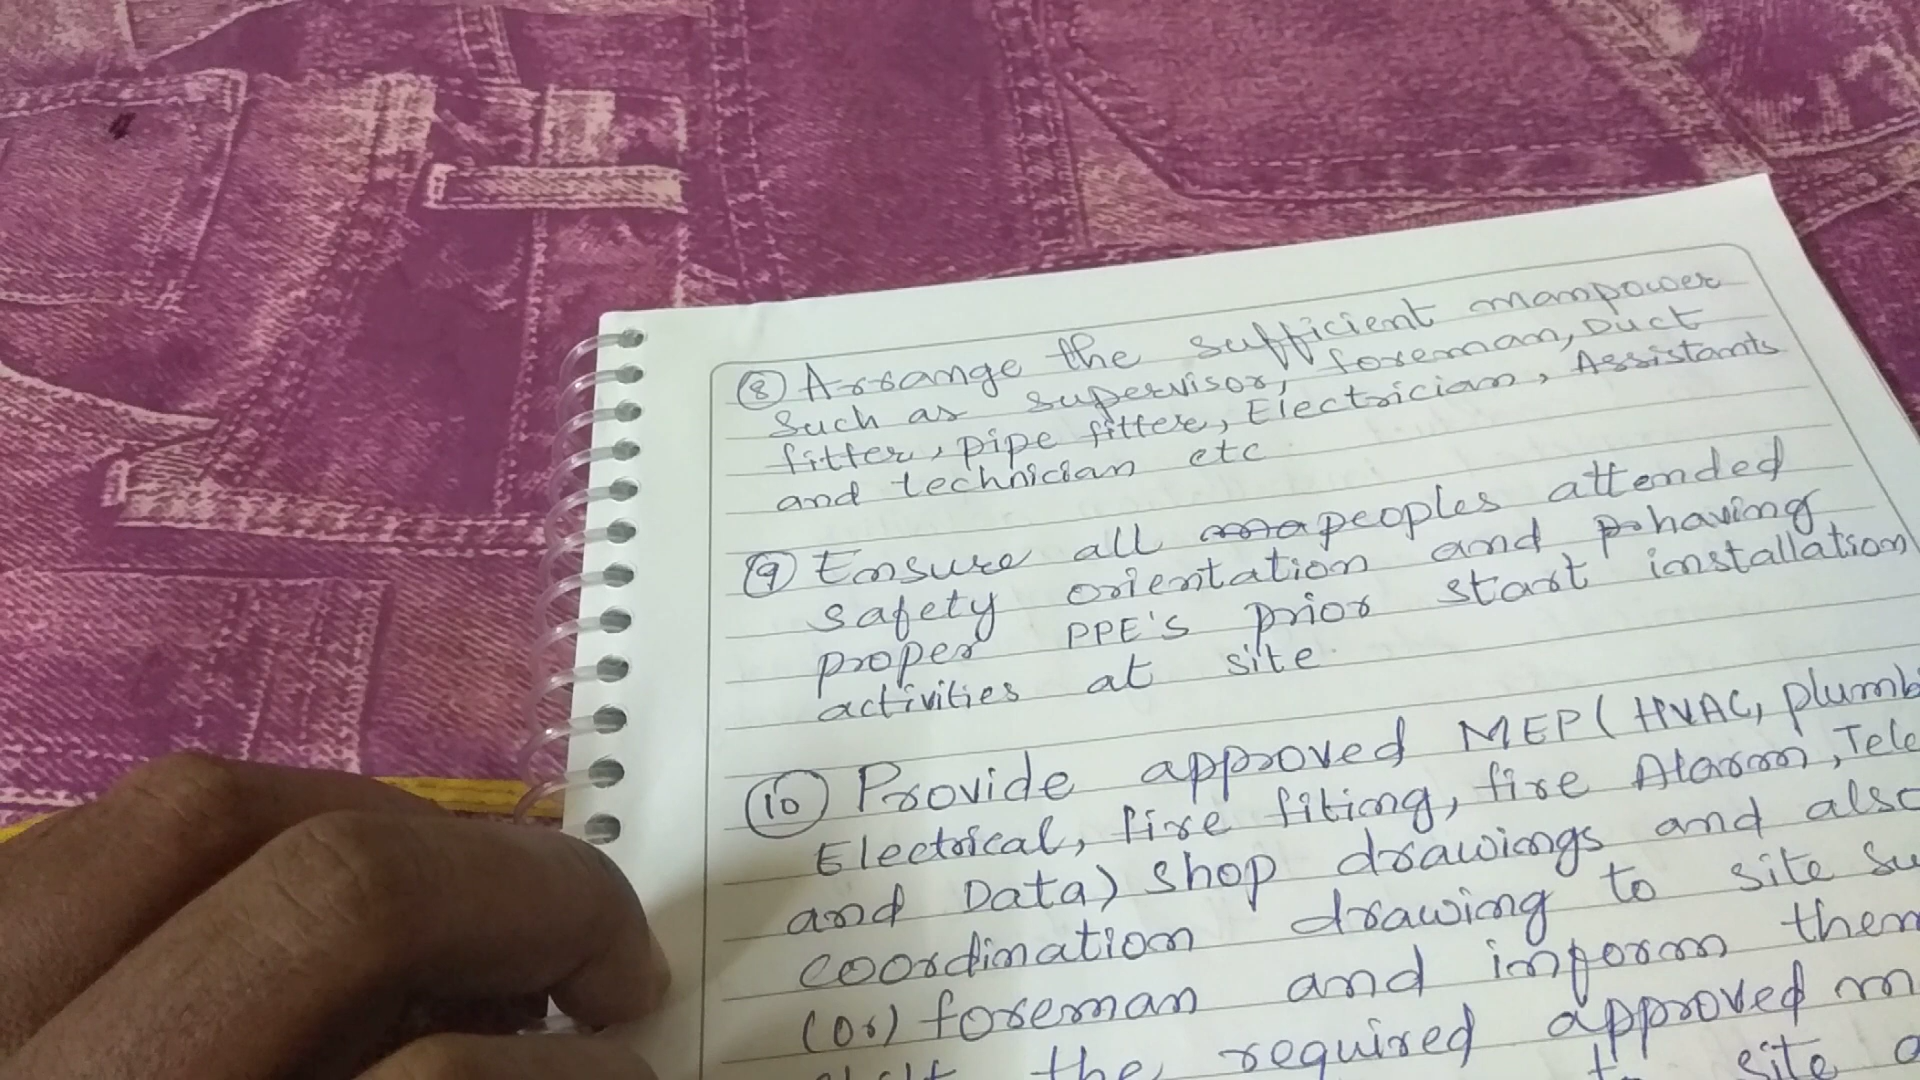 ⑧ Arrange the sufficient manpower
such as supervisor, foreman, Duct
fitter, pipe fitter, Electrician, Assistants
and technician etc
⑨ Ensure all peoples attended
safety orientation and having
proper PPE's prior start installation
activities at site.
⑩ Provide approved MEP (HVAC, plumb
Electrical, fire fiting, fire Alarm, Tele
and Data) shop drawings and also
coordination drawing to site su
(or) foreman and inform them
the required approved m
site